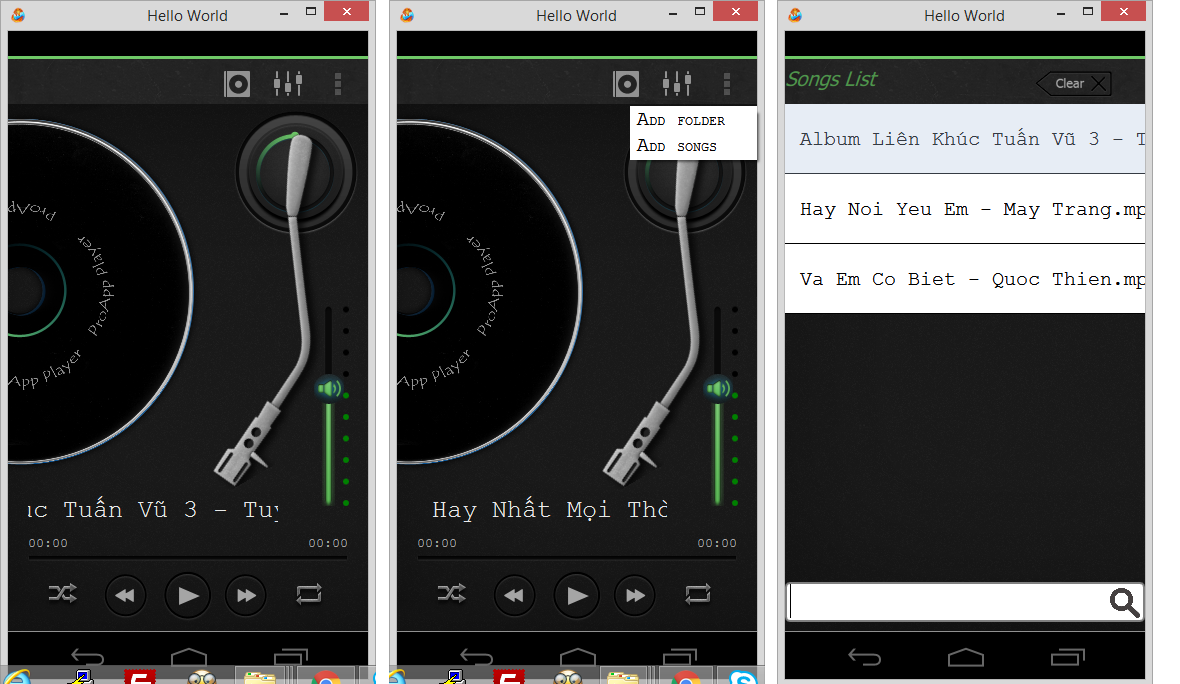 Hello World
ProApp
ProApp Player
App Player
úc Tuấn Vũ 3 - Tuy
00:00
00:00
Hello World
Add folder
Add songs
ProApp
ProApp Player
App Player
Hay Nhất Mọi Thờ
00:00
00:00
Hello World
Songs List
Clear
Album Liên Khúc Tuấn Vũ 3 - T
Hay Noi Yeu Em - May Trang.mp
Va Em Co Biet - Quoc Thien.mp